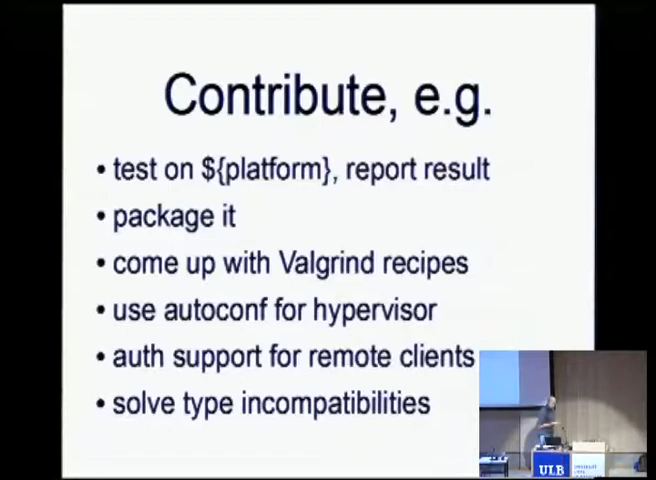 Contribute, e.g.
• test on ${platform}, report result
• package it
• come up with Valgrind recipes
• use autoconf for hypervisor
• auth support for remote clients
• solve type incompatibilities
ULB